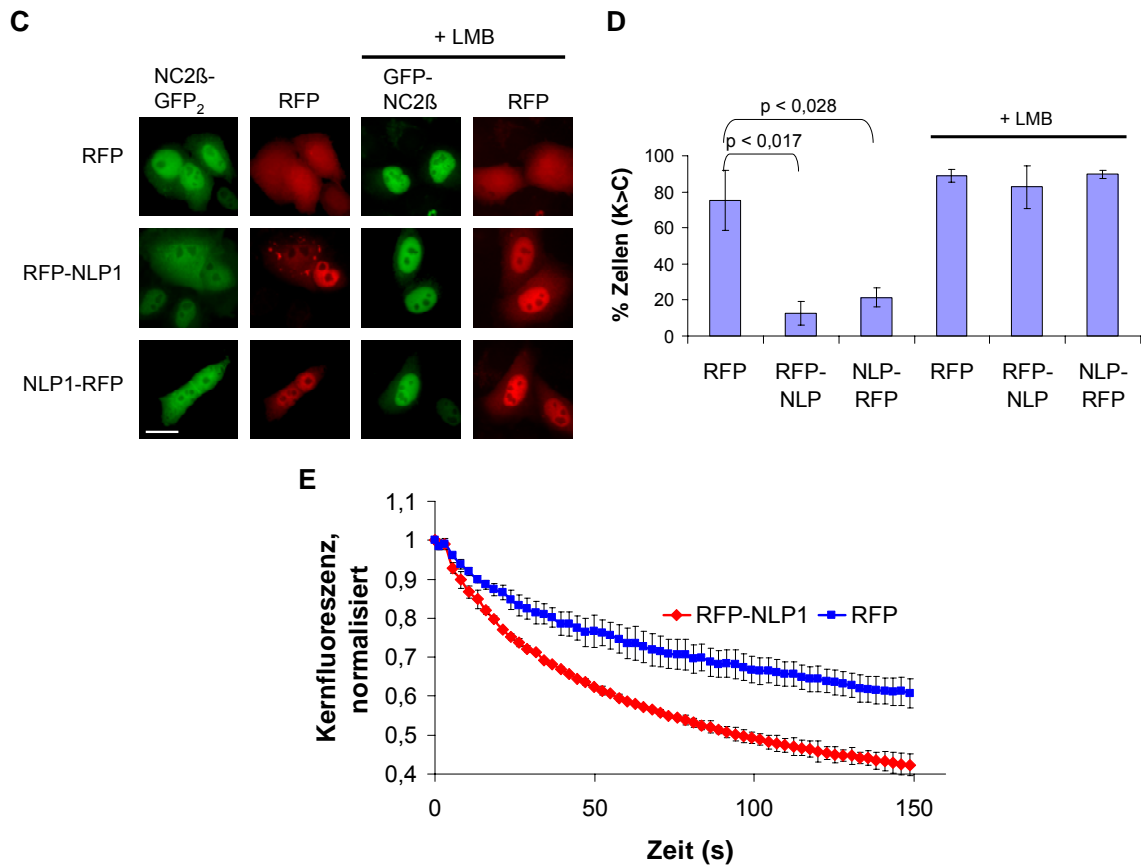 C
+ LMB
NC2ß-
GFP2
RFP
GFP-
NC2ß
RFP
RFP
RFP-NLP1
NLP1-RFP
D
p < 0,028
p < 0,017
+ LMB
% Zellen (K>C)
100
80
60
40
20
0
RFP
RFP-
NLP
NLP-
RFP
RFP
RFP-
NLP
NLP-
RFP
E
Kernfluoreszenz,
normalisiert
1,1
1
0,9
0,8
0,7
0,6
0,5
0,4
RFP-NLP1
RFP
0
50
100
150
Zeit (s)